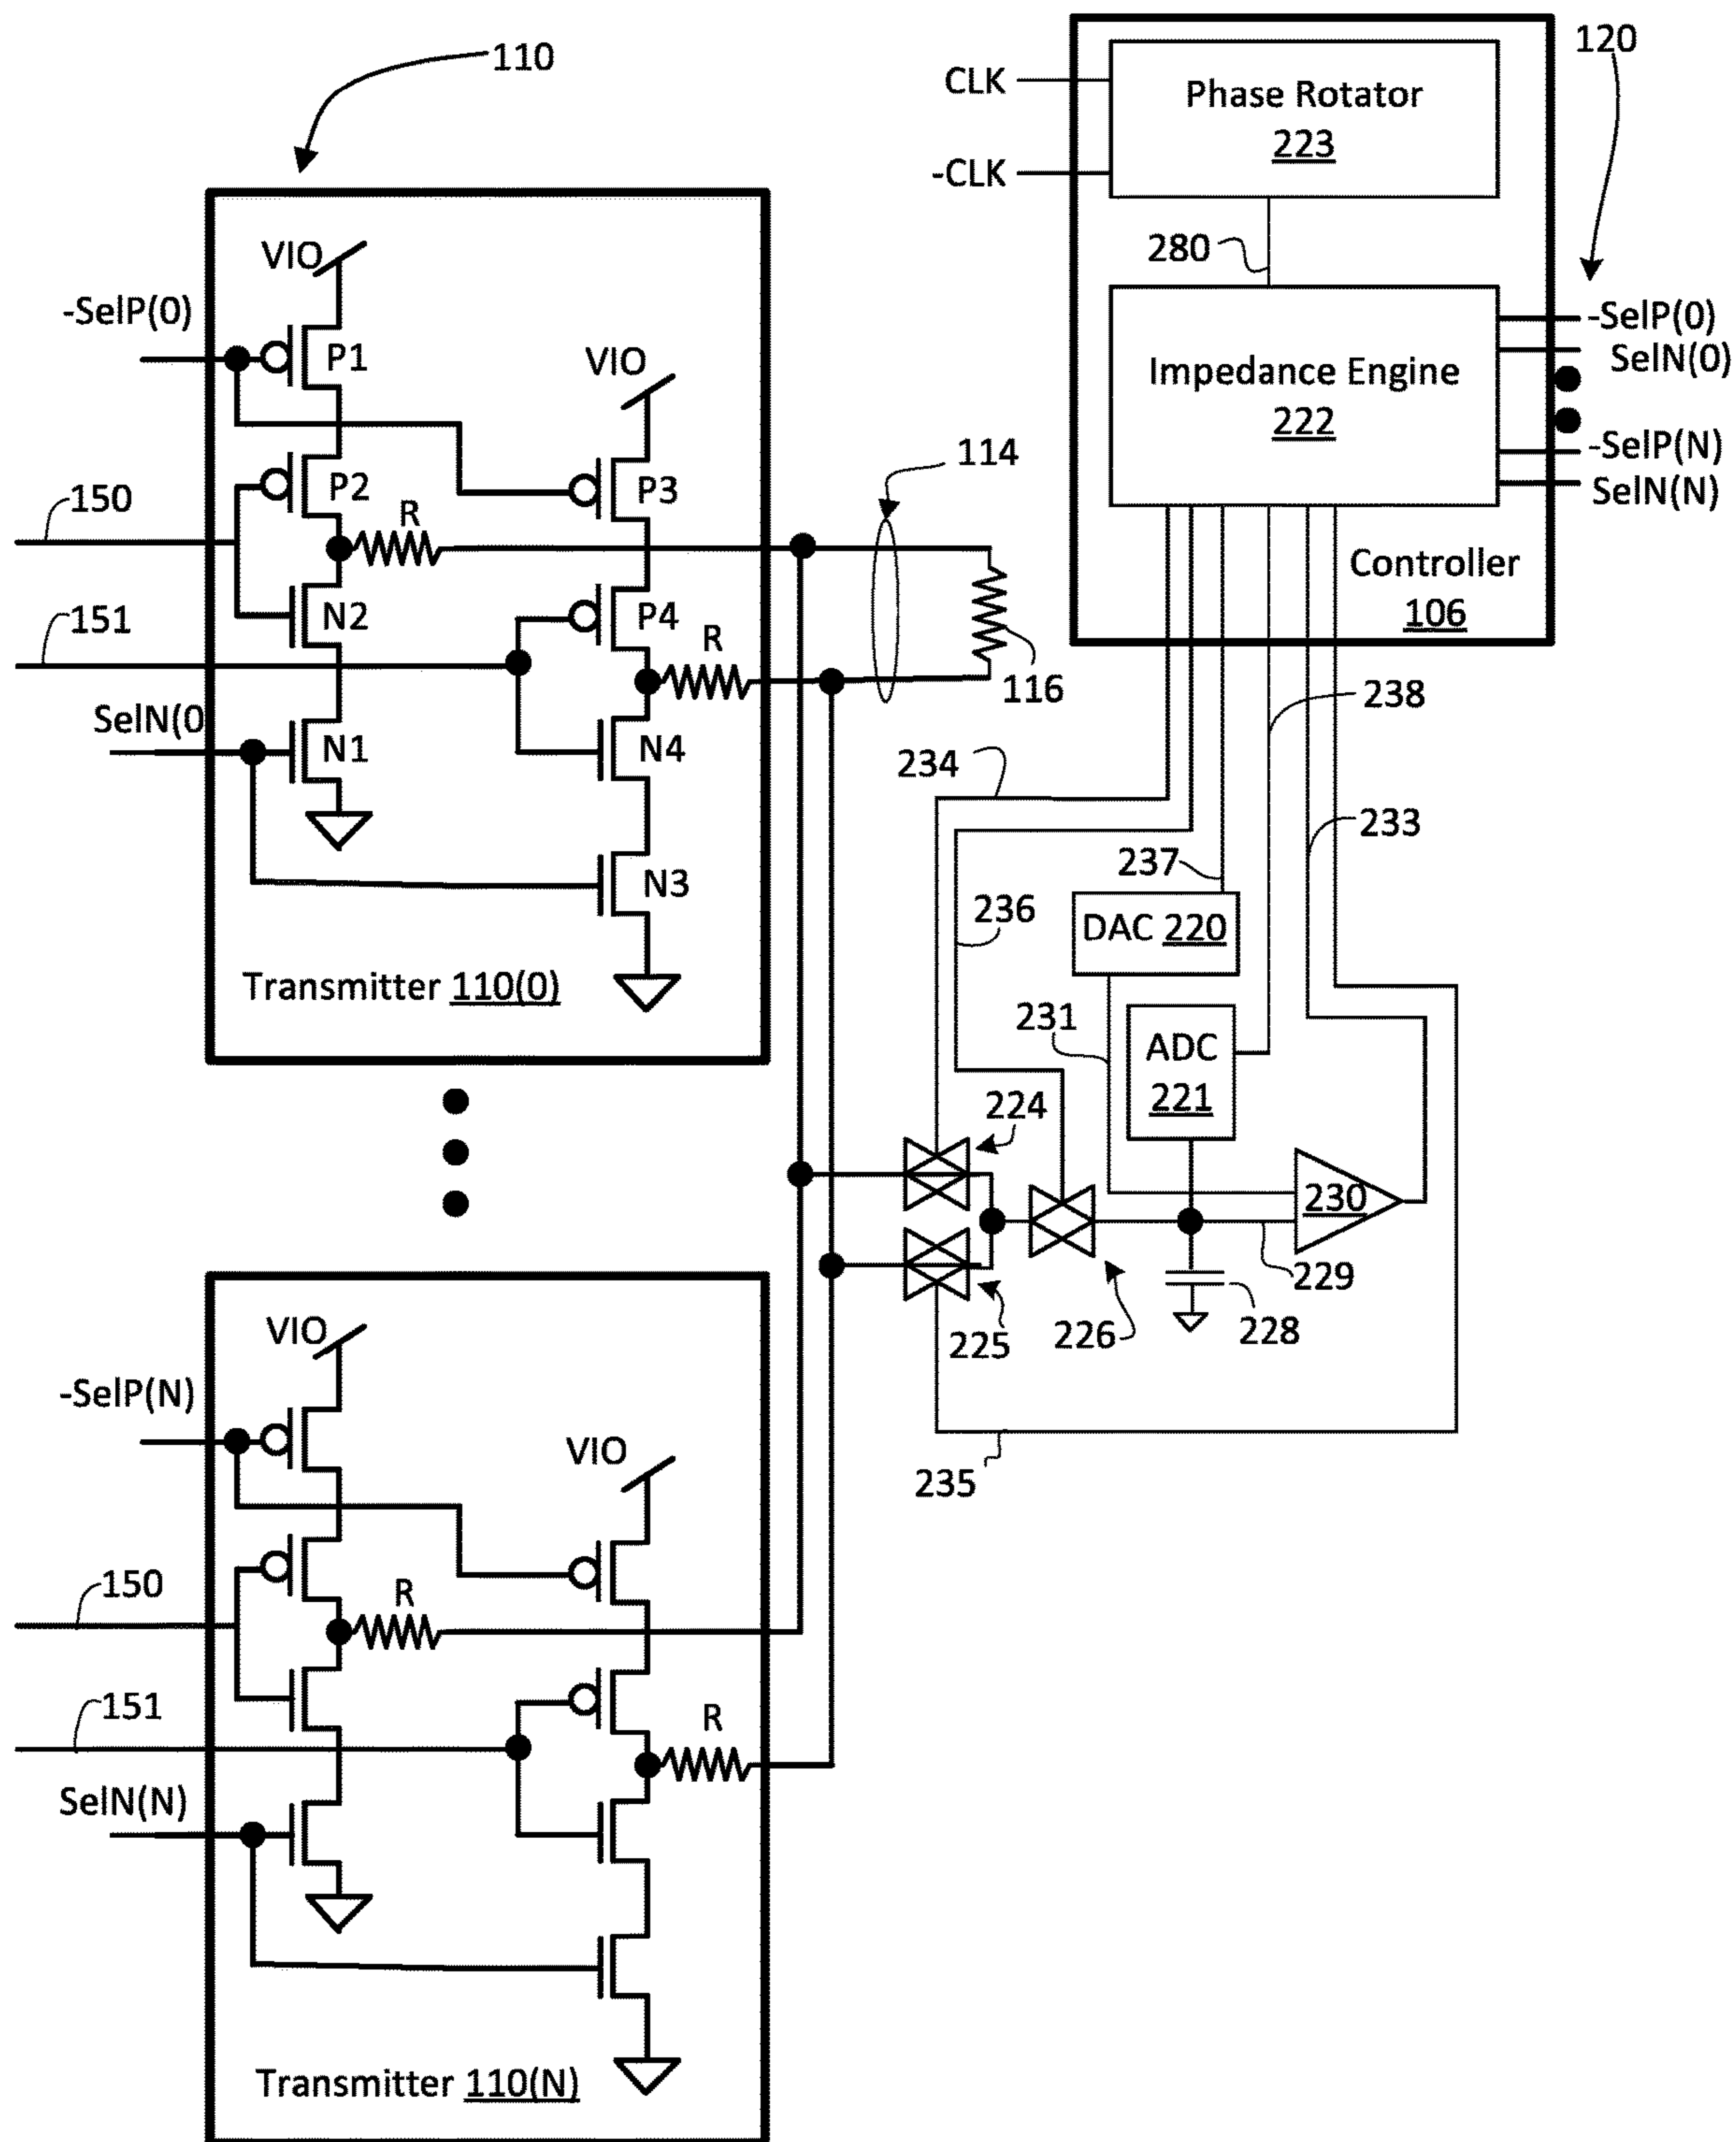 110
CLK
-CLK
Phase Rotator
223
120
280
Impedance Engine
222
-SelP(0)
SelN(0)
-SelP(N)
SelN(N)
Controller
106
VIO
-SelP(0)
P1
VIO
P2
P3
150
R
114
N2
P4
151
R
116
SelN(0
N1
N4
N3
Transmitter 110(0)
234
238
233
237
236
DAC 220
231
ADC
221
224
230
229
225
226
228
235
VIO
-SelP(N)
VIO
150
R
151
R
SelN(N)
Transmitter 110(N)